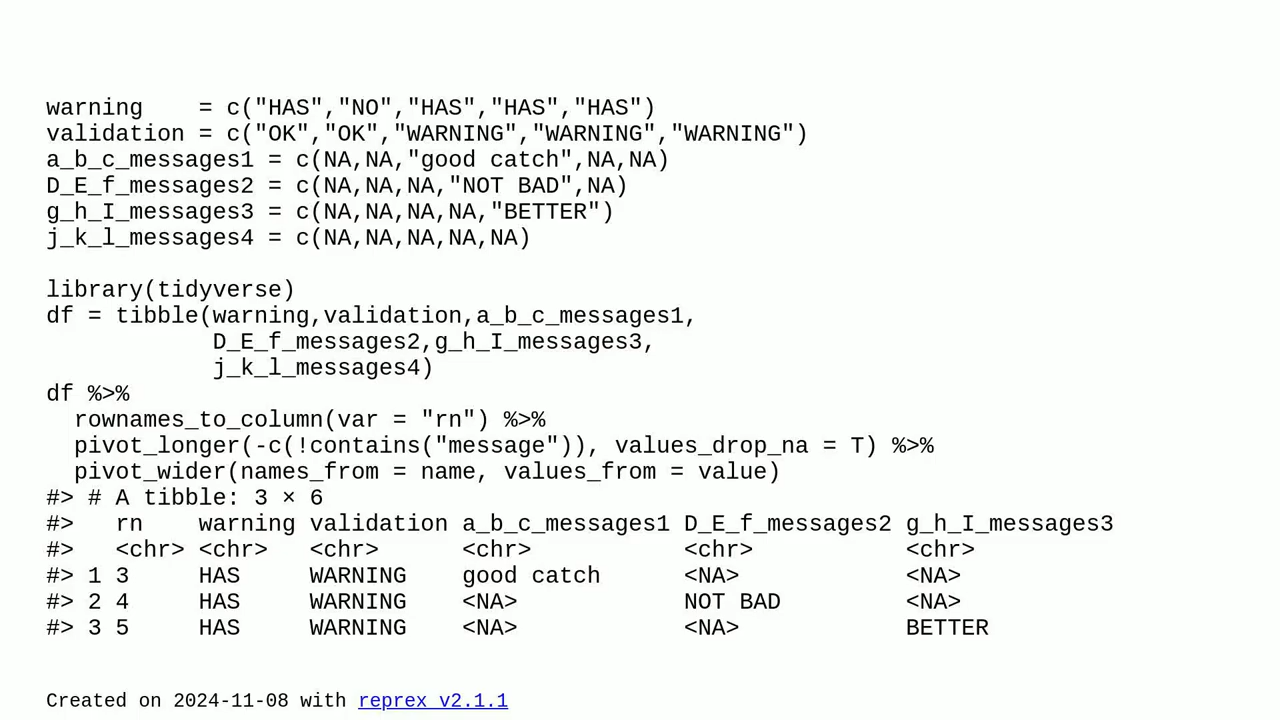 warning    = c("HAS","NO","HAS","HAS","HAS")
validation = c("OK","OK","WARNING","WARNING","WARNING")
a_b_c_messages1 = c(NA,NA,"good catch",NA,NA)
D_E_f_messages2 = c(NA,NA,NA,"NOT BAD",NA)
g_h_I_messages3 = c(NA,NA,NA,NA,"BETTER")
j_k_l_messages4 = c(NA,NA,NA,NA,NA)

library(tidyverse)
df = tibble(warning,validation,a_b_c_messages1,
            D_E_f_messages2,g_h_I_messages3,
            j_k_l_messages4)
df %>%
  rownames_to_column(var = "rn") %>%
  pivot_longer(-c(!contains("message")), values_drop_na = T) %>%
  pivot_wider(names_from = name, values_from = value)
#> # A tibble: 3 × 6
#>   rn    warning validation a_b_c_messages1 D_E_f_messages2 g_h_I_messages3
#>   <chr> <chr>   <chr>      <chr>           <chr>           <chr>
#> 1 3     HAS     WARNING    good catch      <NA>            <NA>
#> 2 4     HAS     WARNING    <NA>            NOT BAD         <NA>
#> 3 5     HAS     WARNING    <NA>            <NA>            BETTER

Created on 2024-11-08 with reprex v2.1.1